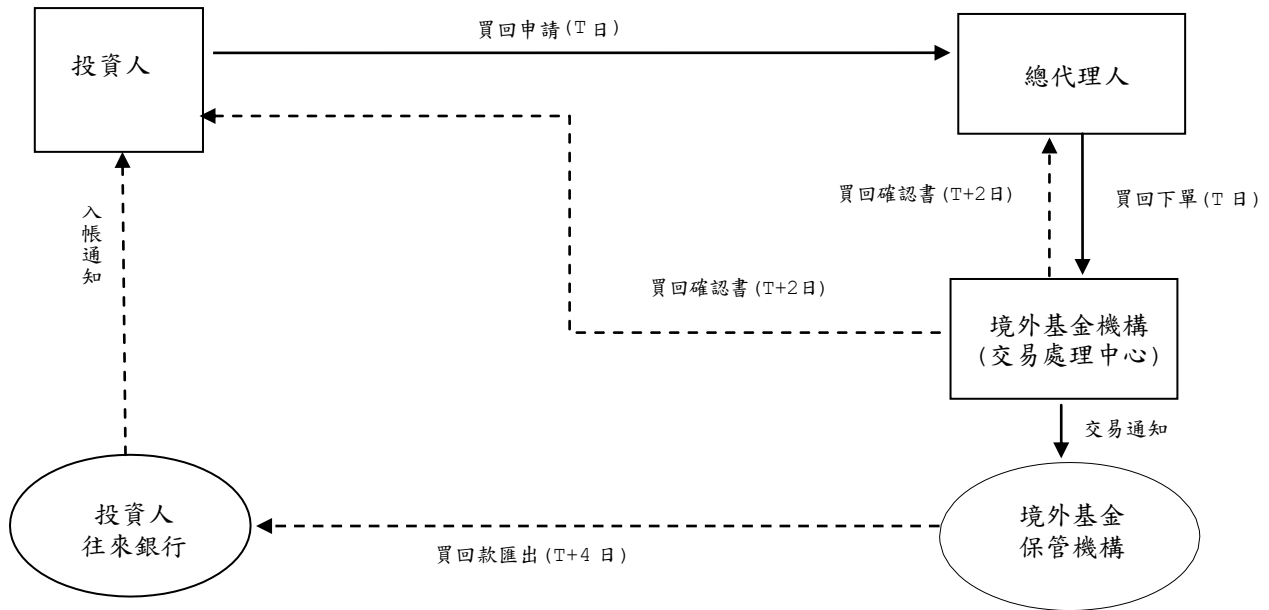 買回申請(T日)
投資人
總代理人
買回確認書(T+2日)
買回下單(T日)
入帳通知
買回確認書(T+2日)
境外基金機構
(交易處理中心)
交易通知
投資人
往來銀行
境外基金
保管機構
買回款匯出(T+4 日)